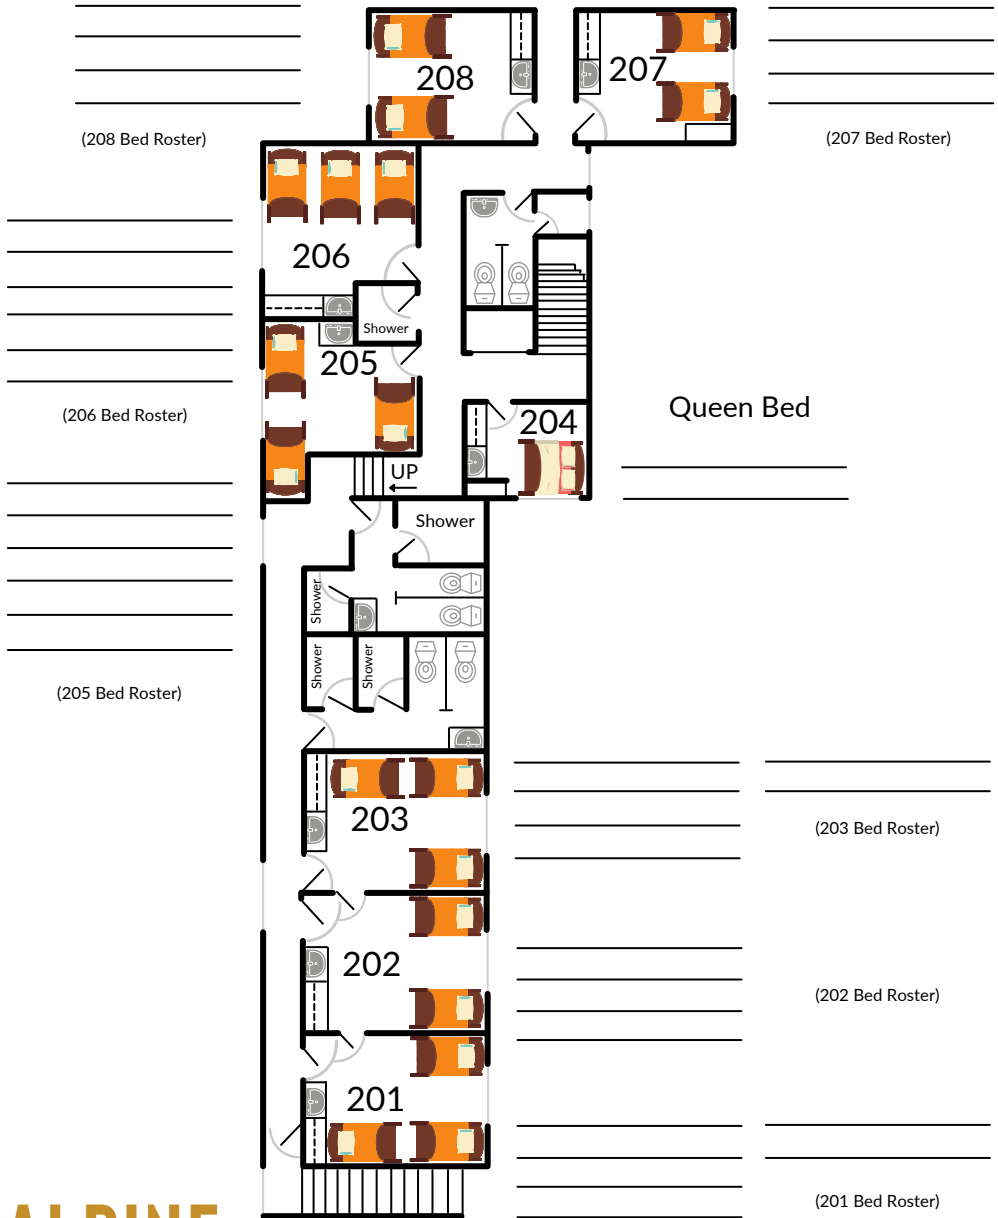 208
207
(208 Bed Roster)
(207 Bed Roster)
206
Shower
205
(206 Bed Roster)
Queen Bed
204
UP
Shower
Shower
Shower
Shower
(205 Bed Roster)
203
(203 Bed Roster)
202
(202 Bed Roster)
201
(201 Bed Roster)
ALPINE